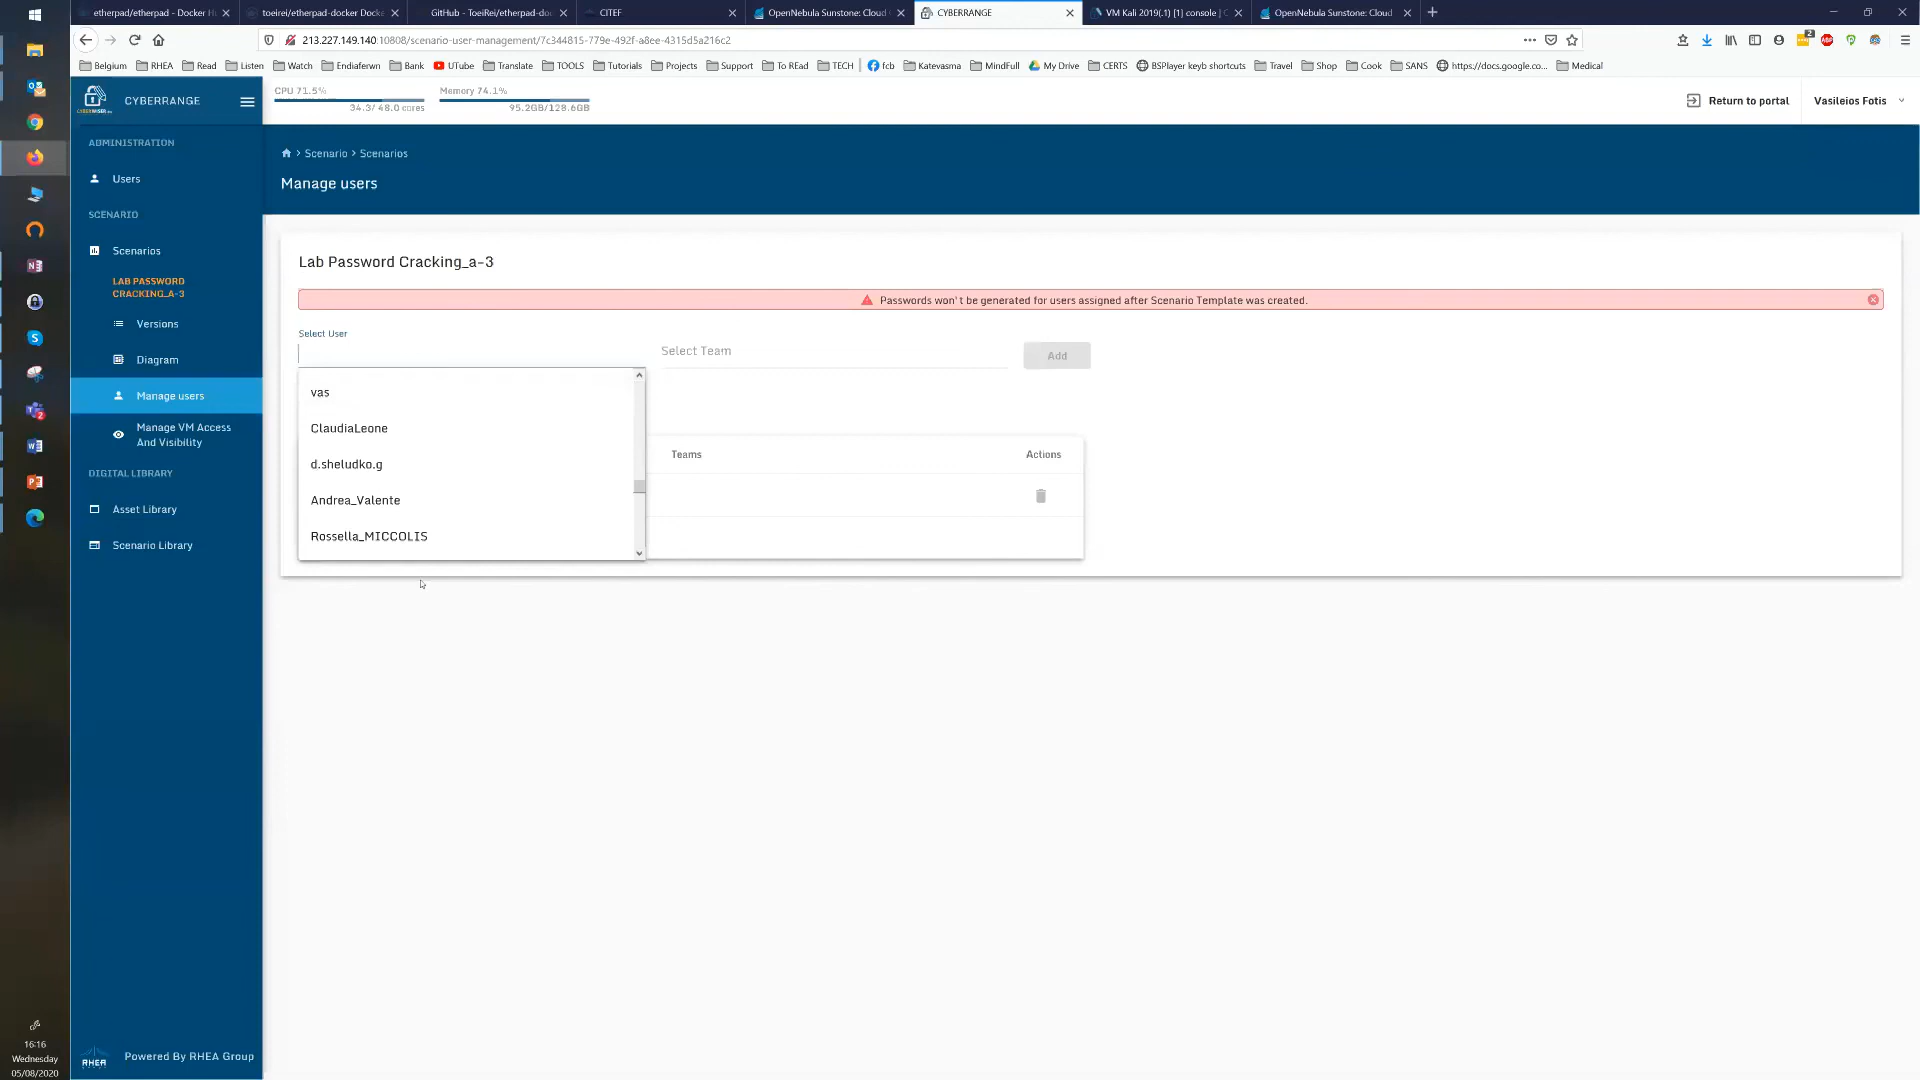 etherpad/etherpad - Docker H
toeirei/etherpad-docker Docke
GitHub - ToeiRei/etherpad-doc
CITEF
OpenNebula Sunstone: Cloud
CYBERRANGE
VM Kali 2019(.1) [1] console | C
OpenNebula Sunstone: Cloud
213.227.149.140:10808/scenario-user-management/7c344815-779e-492f-a8ee-4315d5a216c2
2
Belgium RHEA Read Listen Watch Endiaferwn Bank UTube Translate TOOLS Tutorials Projects Support To REad TECH fcb Katevasma MindFull My Drive CERTS BSPlayer keyb shortcuts Travel Shop Cook SANS https://docs.google.co... Medical
CYBERRANGE
CPU 71.5%
34.3/ 48.0 cores
Memory 74.1%
95.2GB/128.6GB
Return to portal
Vasileios Fotis
ADMINISTRATION
Users
SCENARIO
Scenarios
LAB PASSWORD
CRACKING_A-3
Versions
Diagram
Manage users
Manage VM Access
And Visibility
DIGITAL LIBRARY
Asset Library
Scenario Library
Scenario > Scenarios
Manage users
Lab Password Cracking_a-3
Passwords won't be generated for users assigned after Scenario Template was created.
Select User
Select Team
Add
vas
ClaudiaLeone
d.sheludko.g
Andrea_Valente
Rossella_MICCOLIS
Teams
Actions
RHEA
Powered By RHEA Group
16:16
Wednesday
05/08/2020